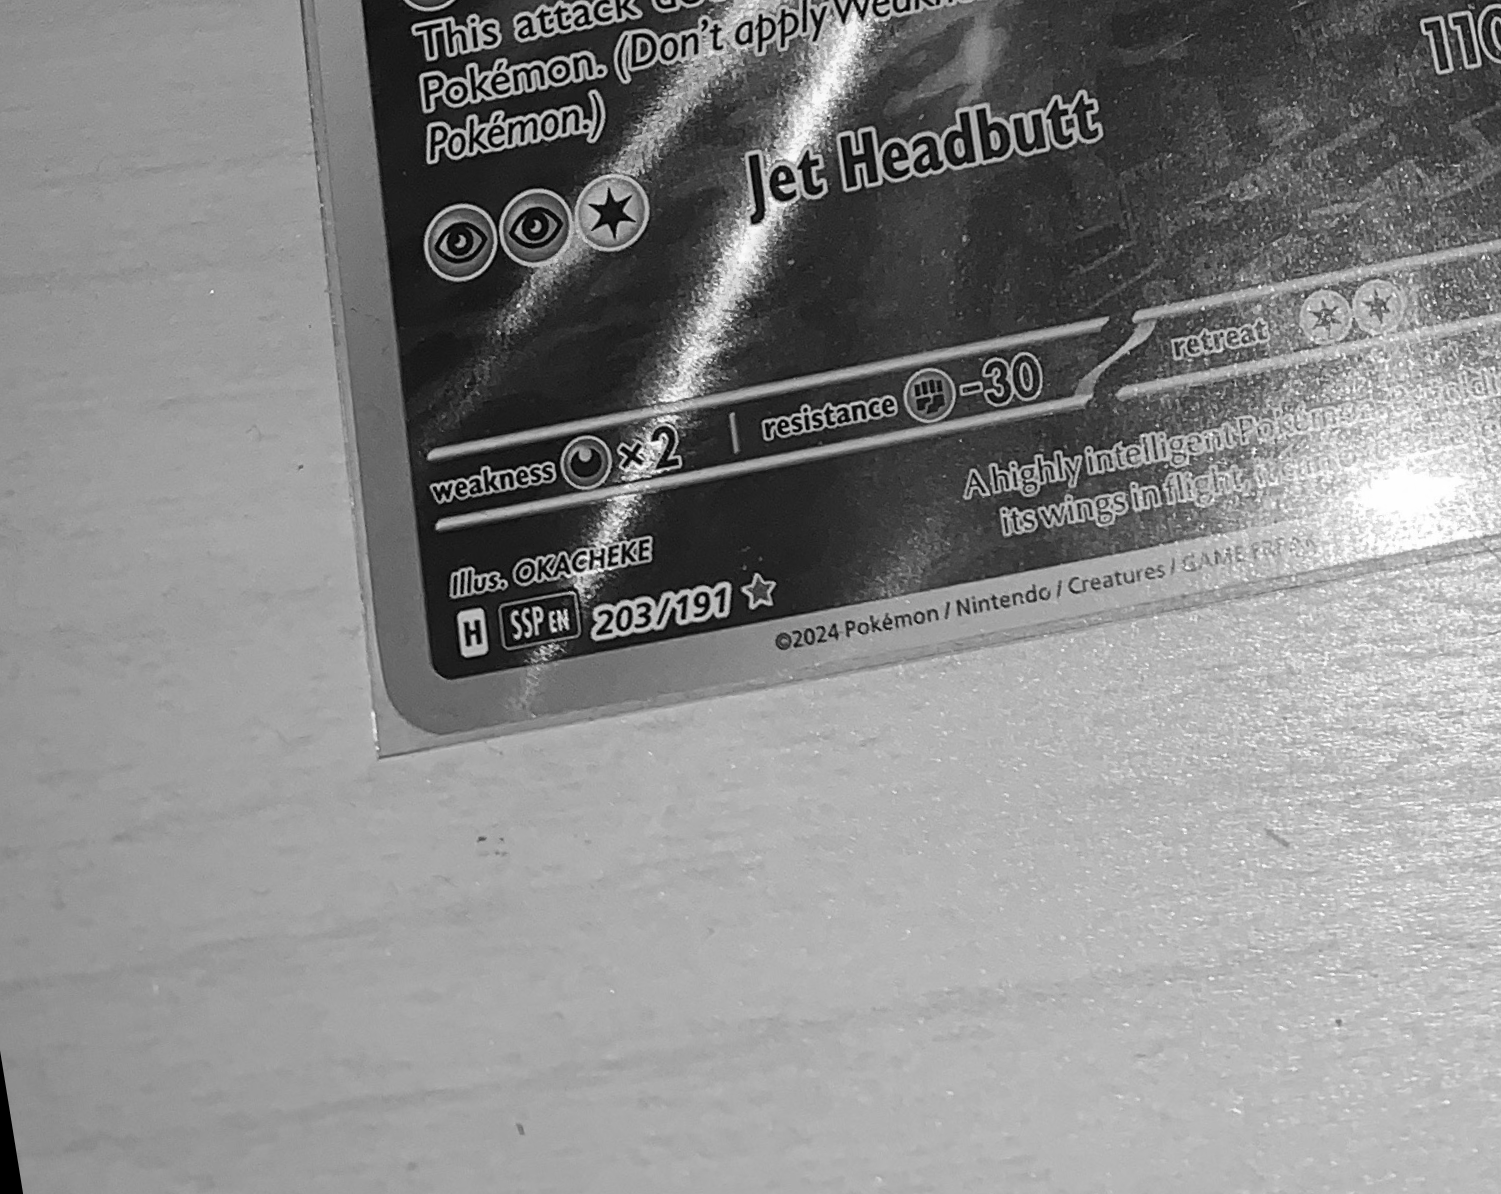 This attack
Pokémon. (Don't apply
Pokémon.)
Jet Headbutt 110
weakness ×2 resistance -30 retreat
A highly intelligent
its wings in flight,
Illus. OKACHEKE
H SSP EN 203/191
©2024 Pokémon / Nintendo / Creatures / GAME FREAK